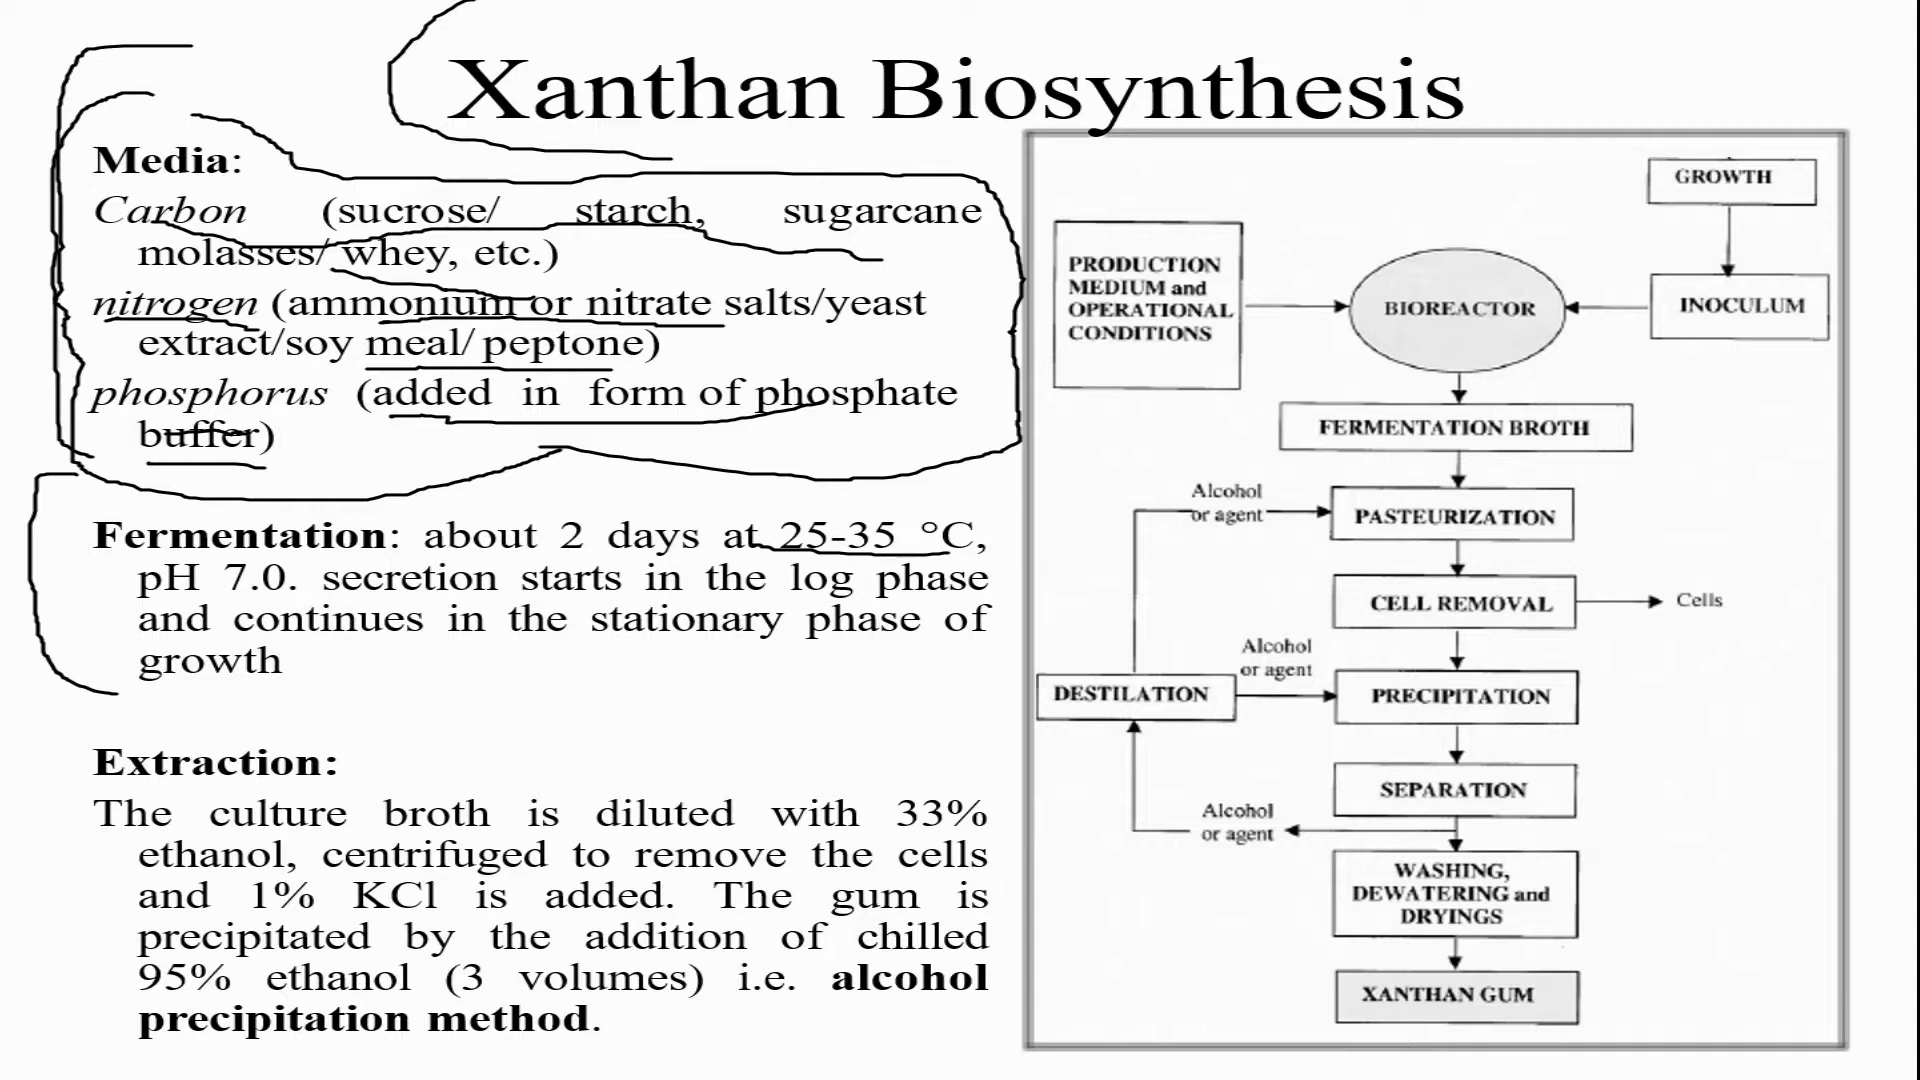 Xanthan Biosynthesis
Media:
Carbon (sucrose/ starch, sugarcane
molasses/ whey, etc.)
nitrogen (ammonium or nitrate salts/yeast
extract/soy meal/ peptone)
phosphorus (added in form of phosphate
buffer)
Fermentation: about 2 days at 25-35 °C,
pH 7.0. secretion starts in the log phase
and continues in the stationary phase of
growth
Extraction:
The culture broth is diluted with 33%
ethanol, centrifuged to remove the cells
and 1% KCl is added. The gum is
precipitated by the addition of chilled
95% ethanol (3 volumes) i.e. alcohol
precipitation method.
GROWTH
PRODUCTION
MEDIUM and
OPERATIONAL
CONDITIONS
BIOREACTOR
INOCULUM
FERMENTATION BROTH
Alcohol
or agent
PASTEURIZATION
CELL REMOVAL
Cells
Alcohol
or agent
DESTILATION
PRECIPITATION
SEPARATION
Alcohol
or agent
WASHING,
DEWATERING and
DRYINGS
XANTHAN GUM